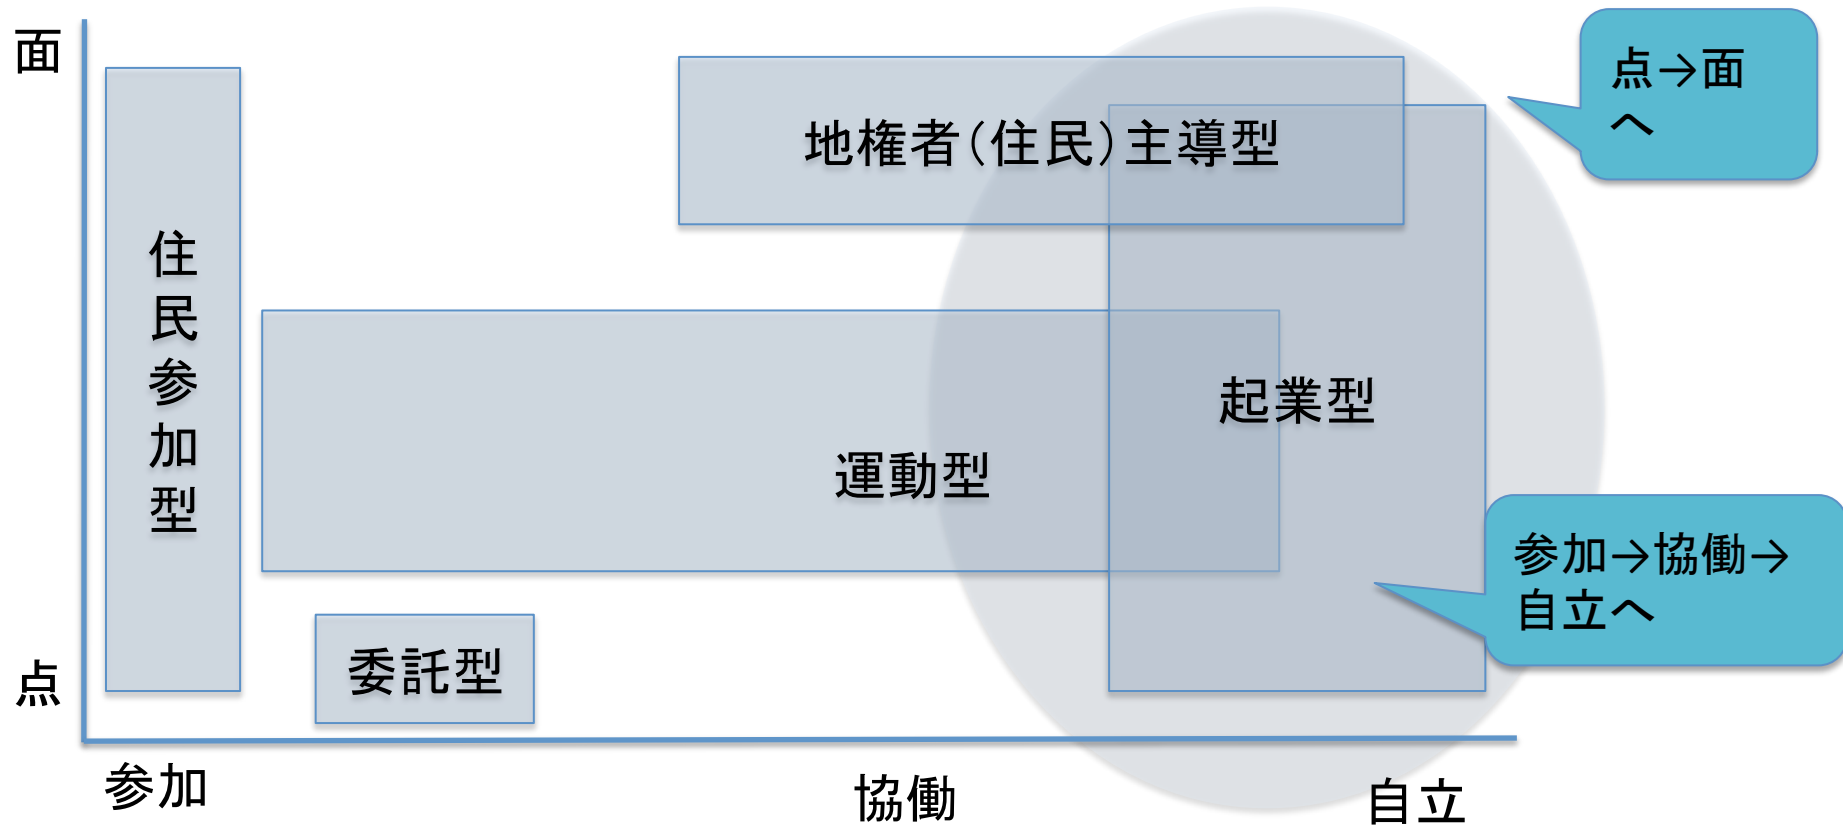 面
点→面
へ
地権者(住民)主導型
住民参加型
起業型
運動型
参加→協働→
自立へ
委託型
点
参加
協働
自立